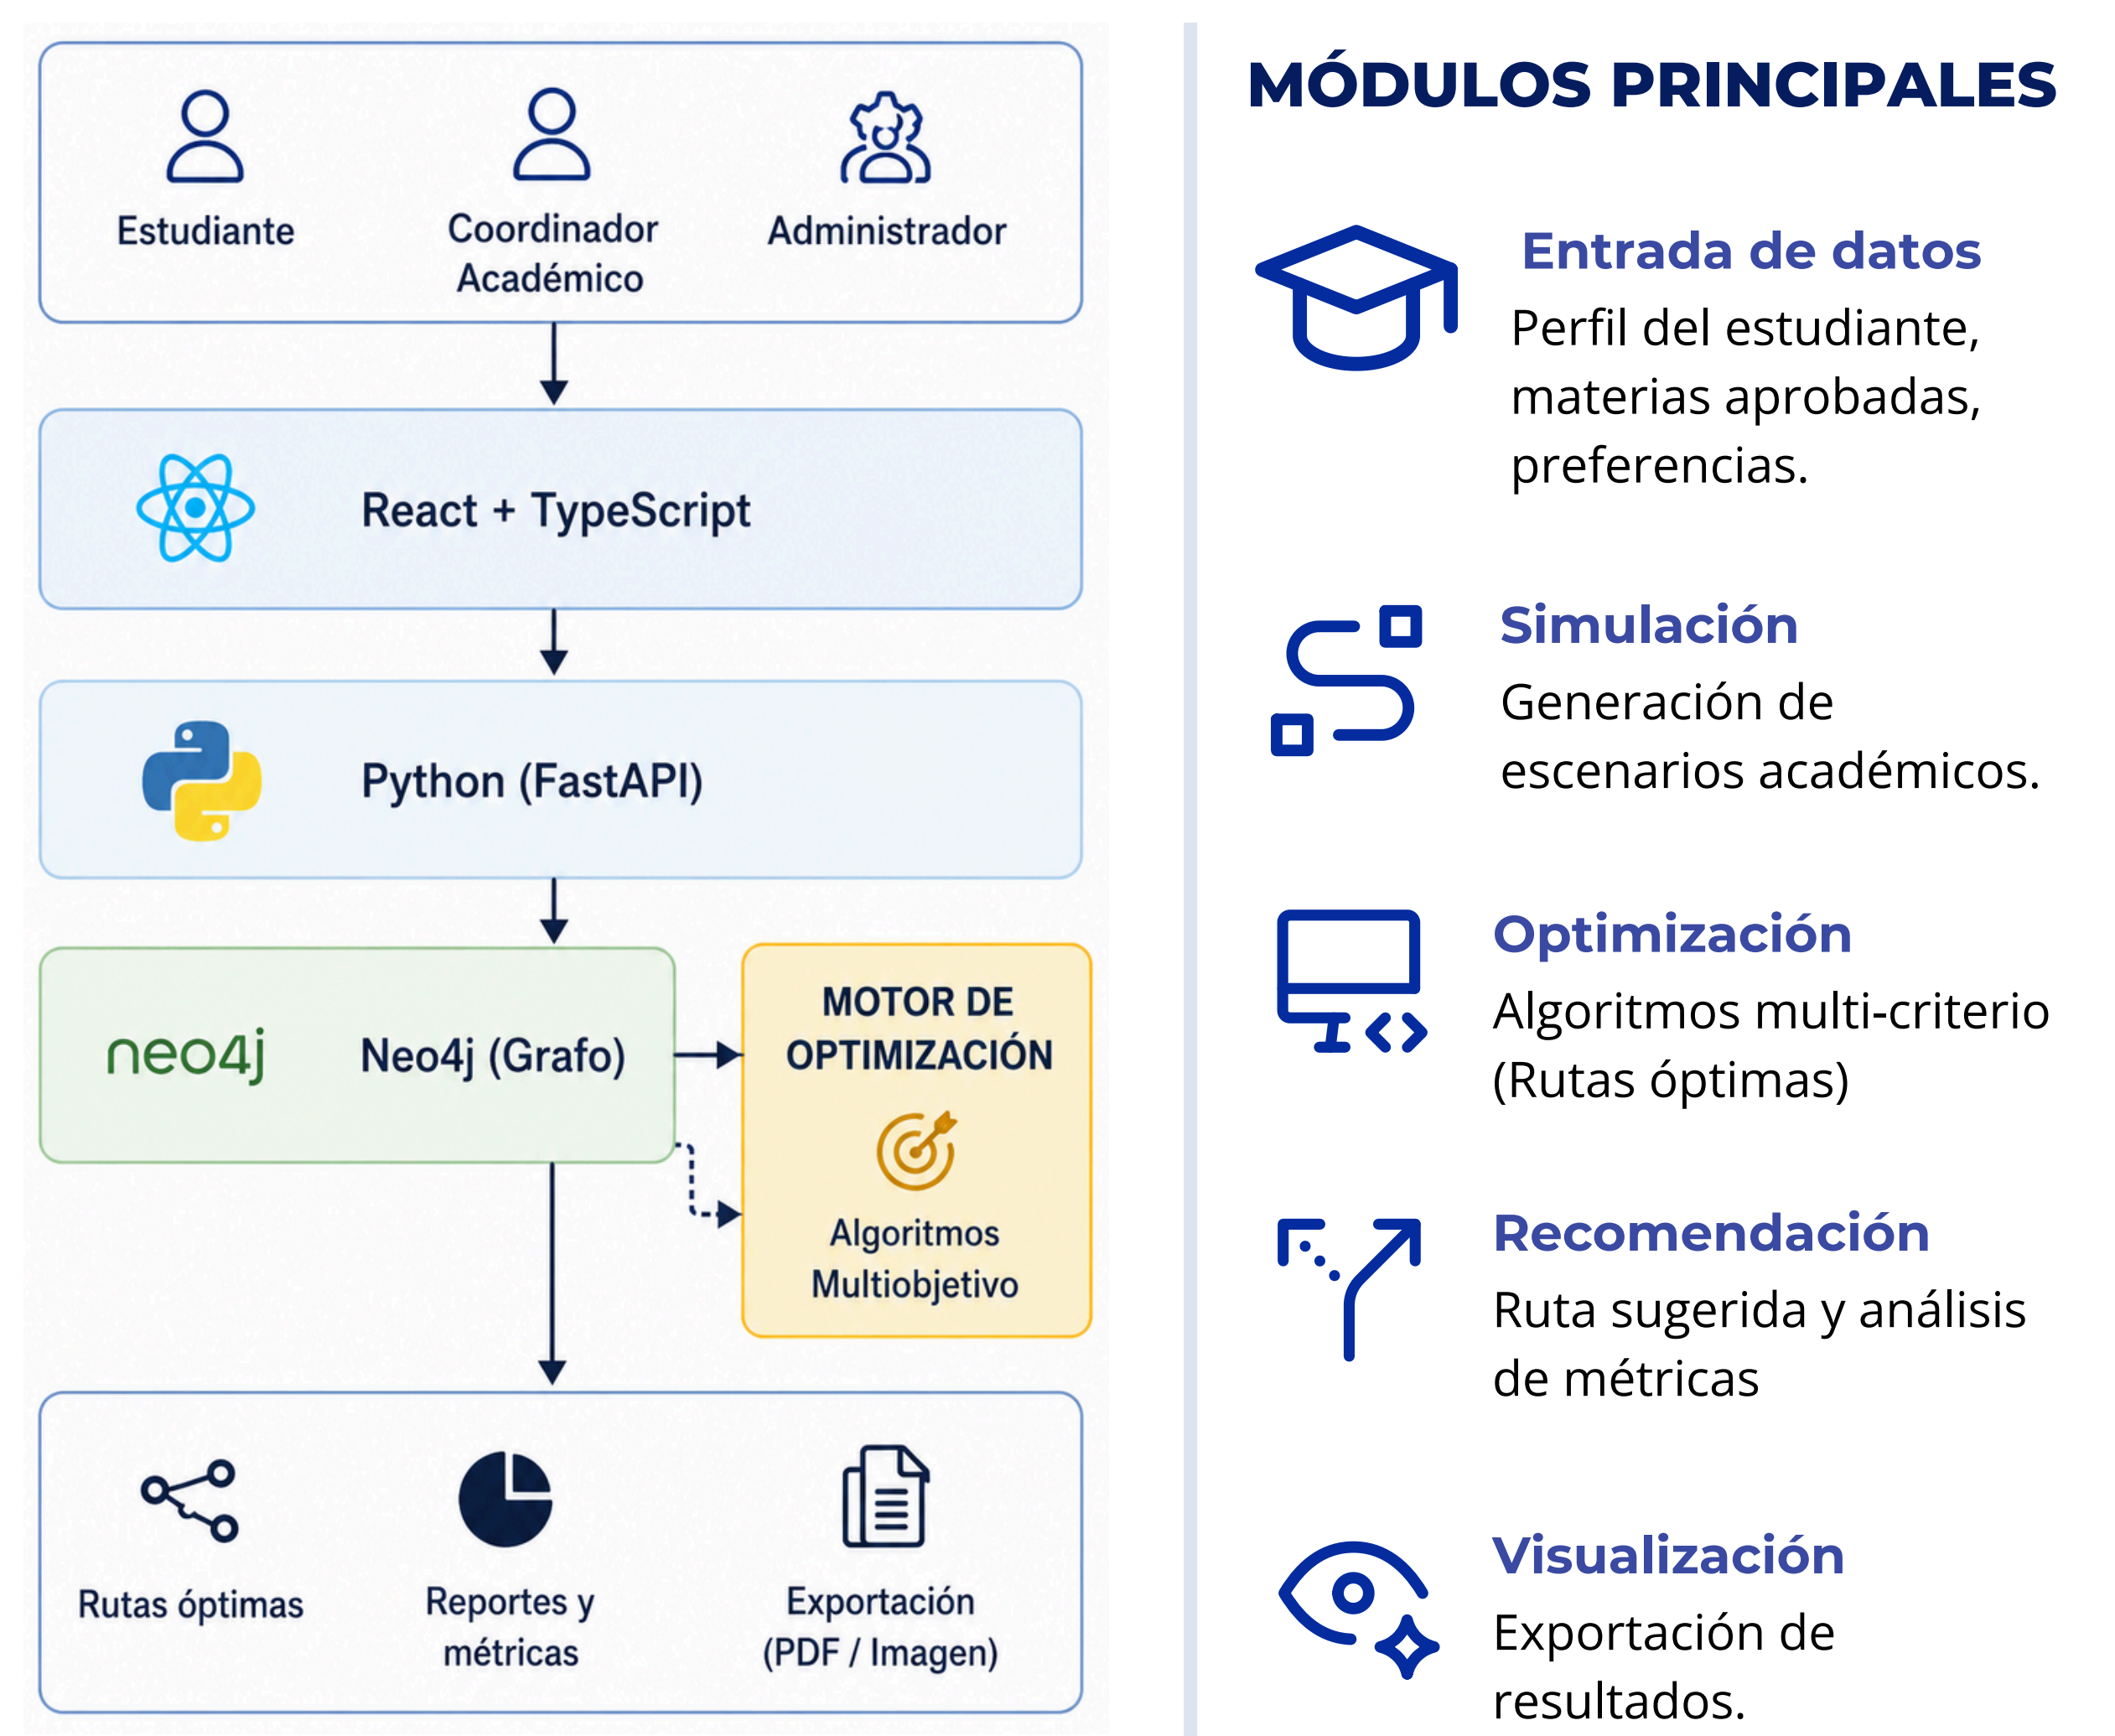 Estudiante
Coordinador
Académico
Administrador
React + TypeScript
Python (FastAPI)
neo4j
Neo4j (Grafo)
MOTOR DE
OPTIMIZACIÓN
Algoritmos
Multiobjetivo
Rutas óptimas
Reportes y
métricas
Exportación
(PDF / Imagen)
MÓDULOS PRINCIPALES
Entrada de datos
Perfil del estudiante,
materias aprobadas,
preferencias.
Simulación
Generación de
escenarios académicos.
Optimización
Algoritmos multi-criterio
(Rutas óptimas)
Recomendación
Ruta sugerida y análisis
de métricas
Visualización
Exportación de
resultados.